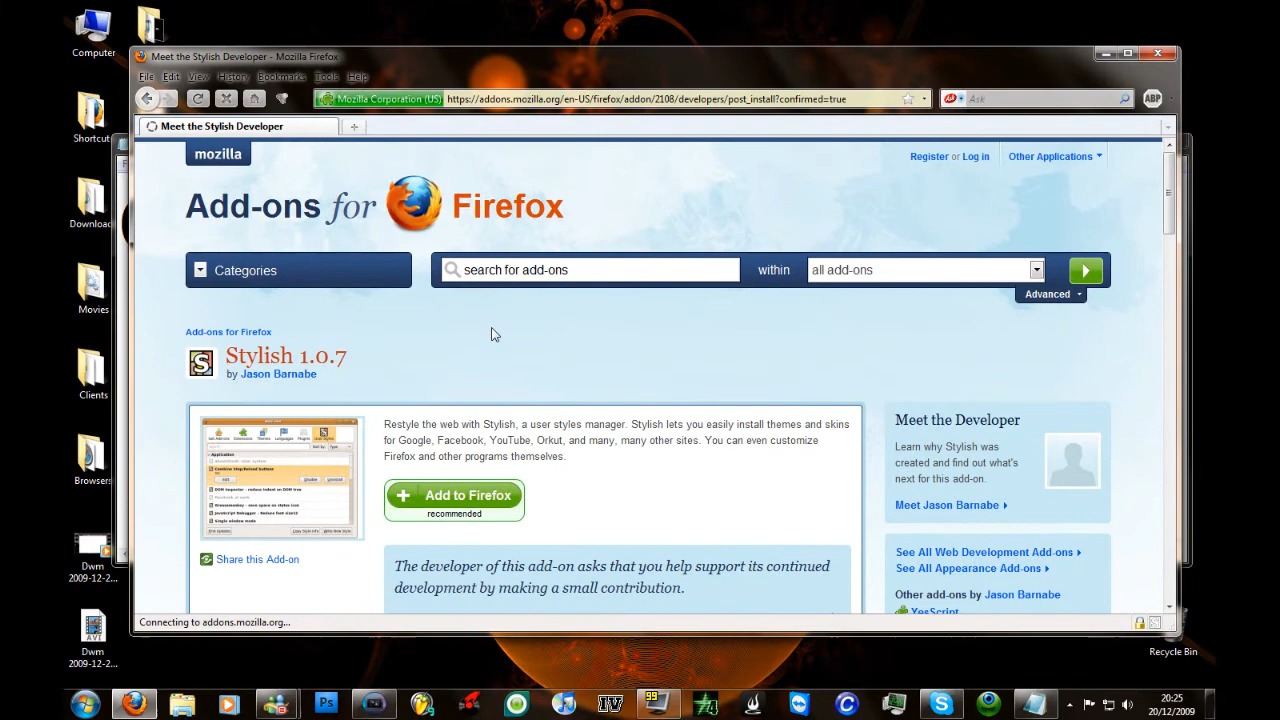 Computer
Shortcut
Download
Movies
Clients
Browsers
Dwm
2009-12-2...
Dwm
2009-12-2...
Meet the Stylish Developer - Mozilla Firefox
File Edit View History Bookmarks Tools Help
Mozilla Corporation (US) https://addons.mozilla.org/en-US/firefox/addon/2108/developers/post_install?confirmed=true
Ask
ABP
Meet the Stylish Developer
mozilla
Register or Log in
Other Applications
Add-ons for Firefox
Categories
search for add-ons
within
all add-ons
Advanced
Add-ons for Firefox
Stylish 1.0.7
by Jason Barnabe
Restyle the web with Stylish, a user styles manager. Stylish lets you easily install themes and skins
for Google, Facebook, YouTube, Orkut, and many, many other sites. You can even customize
Firefox and other programs themselves.
Add to Firefox
recommended
Share this Add-on
The developer of this add-on asks that you help support its continued
development by making a small contribution.
Meet the Developer
Learn why Stylish was
created and find out what's
next for this add-on.
Meet Jason Barnabe
See All Web Development Add-ons
See All Appearance Add-ons
Other add-ons by Jason Barnabe
YesScript
Connecting to addons.mozilla.org...
Recycle Bin
Ps
IV
99
20:25
20/12/2009